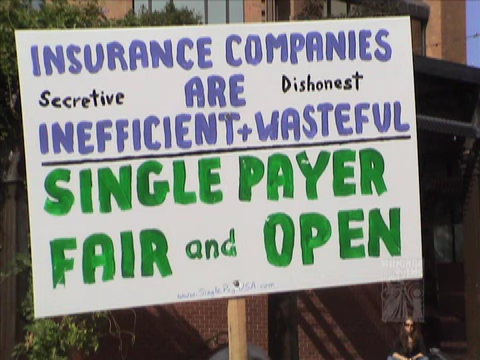 INSURANCE COMPANIES
Secretive ARE Dishonest
INEFFICIENT + WASTEFUL
SINGLE PAYER
FAIR and OPEN